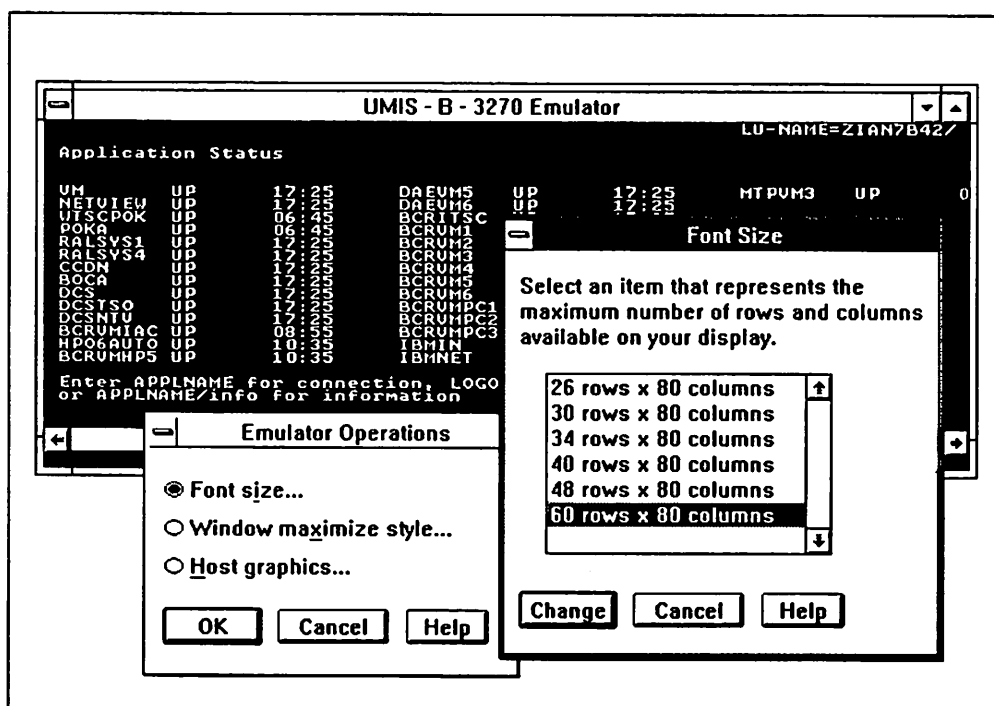 UMIS - B - 3270 Emulator
LU-NAME=ZIAN7B42/
Application Status
VM UP 17:25 DAEVM5 UP 17:25 MTPVM3 UP 0
NETVIEW UP 17:25 DAEVM6 UP 17:25
VTSCPOK UP 06:45 BCRITSC
POKA UP 06:45 BCRVM1
RALSYS1 UP 17:25 BCRVM2
RALSYS4 UP 17:25 BCRVM3
CCDN UP 17:25 BCRVM4
BOCA UP 17:25 BCRVM5
DCS UP 17:25 BCRVM6
DCSTSO UP 17:25 BCRVMPC1
DCSNTV UP 17:25 BCRVMPC2
BCRVMIAC UP 08:55 BCRVMPC3
HPO6AUTO UP 10:35 IBMIN
BCRVMHP5 UP 10:35 IBMNET
Enter APPLNAME for connection, LOGO
or APPLNAME/info for information
Font Size
Select an item that represents the
maximum number of rows and columns
available on your display.
26 rows x 80 columns
30 rows x 80 columns
34 rows x 80 columns
40 rows x 80 columns
48 rows x 80 columns
60 rows x 80 columns
Change Cancel Help
Emulator Operations
Font size...
Window maximize style...
Host graphics...
OK Cancel Help